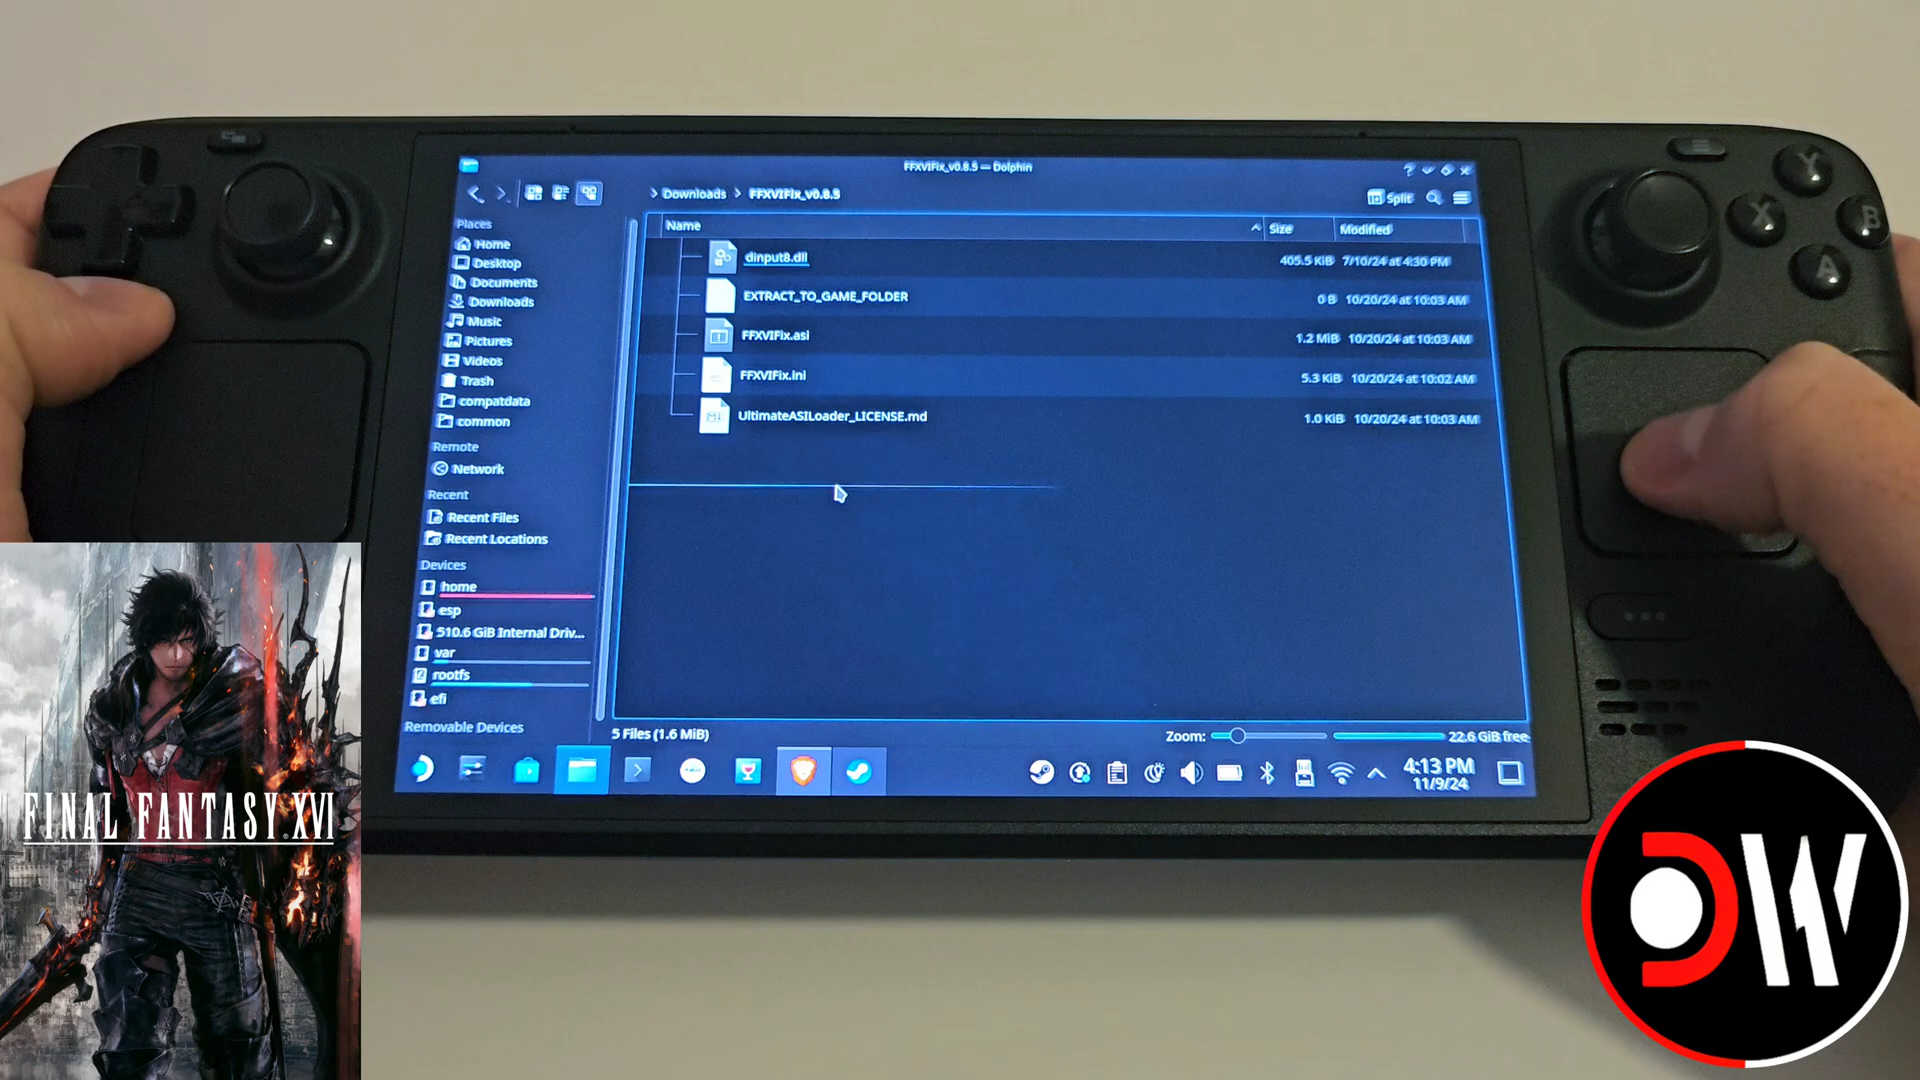 FFXVIFix_v0.8.5 — Dolphin
> Downloads > FFXVIFix_v0.8.5
Split
Places
Home
Desktop
Documents
Downloads
Music
Pictures
Videos
Trash
compatdata
common
Remote
Network
Recent
Recent Files
Recent Locations
Devices
home
esp
510.6 GiB Internal Driv...
var
rootfs
efi
Removable Devices
Name Size Modified
dinput8.dll 405.5 KiB 7/10/24 at 4:30 PM
EXTRACT_TO_GAME_FOLDER 0 B 10/20/24 at 10:03 AM
FFXVIFix.asi 1.2 MiB 10/20/24 at 10:03 AM
FFXVIFix.ini 5.3 KiB 10/20/24 at 10:02 AM
UltimateASILoader_LICENSE.md 1.0 KiB 10/20/24 at 10:03 AM
5 Files (1.6 MiB)
Zoom:
22.6 GiB free
4:13 PM
11/9/24
Y
X
B
A
FINAL FANTASY XVI
DW